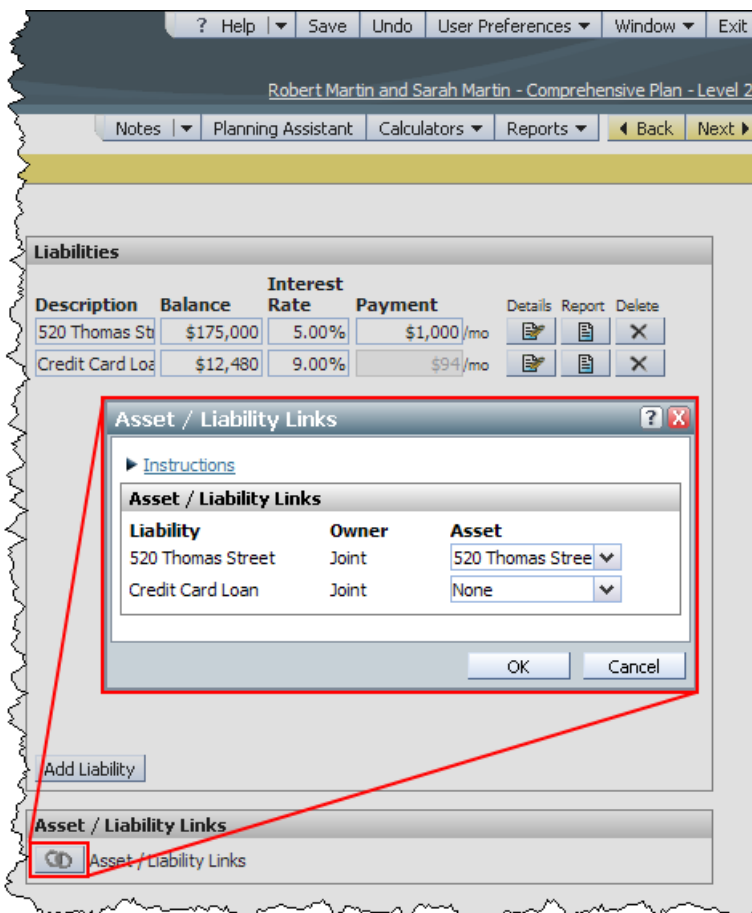 ? Help Save Undo User Preferences Window Exit
Robert Martin and Sarah Martin - Comprehensive Plan - Level 2
Notes Planning Assistant Calculators Reports Back Next
Liabilities
Description Balance Interest Rate Payment Details Report Delete
520 Thomas Str $175,000 5.00% $1,000 /mo
Credit Card Loa $12,480 9.00% $94 /mo
Asset / Liability Links ? X
Instructions
Asset / Liability Links
Liability Owner Asset
520 Thomas Street Joint 520 Thomas Stree
Credit Card Loan Joint None
OK Cancel
Add Liability
Asset / Liability Links
Asset / Liability Links